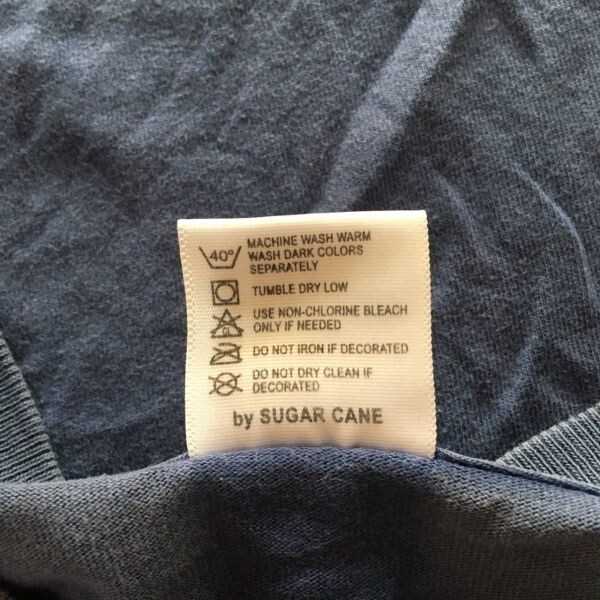 40°
MACHINE WASH WARM
WASH DARK COLORS
SEPARATELY
TUMBLE DRY LOW
USE NON-CHLORINE BLEACH
ONLY IF NEEDED
DO NOT IRON IF DECORATED
DO NOT DRY CLEAN IF
DECORATED
by SUGAR CANE